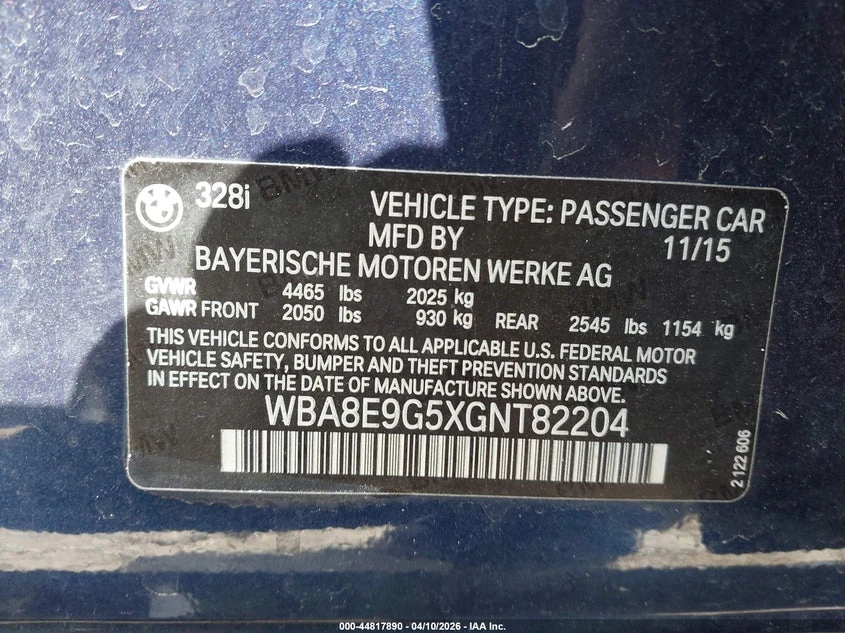 328i
VEHICLE TYPE: PASSENGER CAR
MFD BY 11/15
BAYERISCHE MOTOREN WERKE AG
GVWR 4465 lbs 2025 kg
GAWR FRONT 2050 lbs 930 kg REAR 2545 lbs 1154 kg
THIS VEHICLE CONFORMS TO ALL APPLICABLE U.S. FEDERAL MOTOR
VEHICLE SAFETY, BUMPER AND THEFT PREVENTION STANDARDS
IN EFFECT ON THE DATE OF MANUFACTURE SHOWN ABOVE.
WBA8E9G5XGNT82204
2 122 606
000-44817890 - 04/10/2026 - IAA Inc.